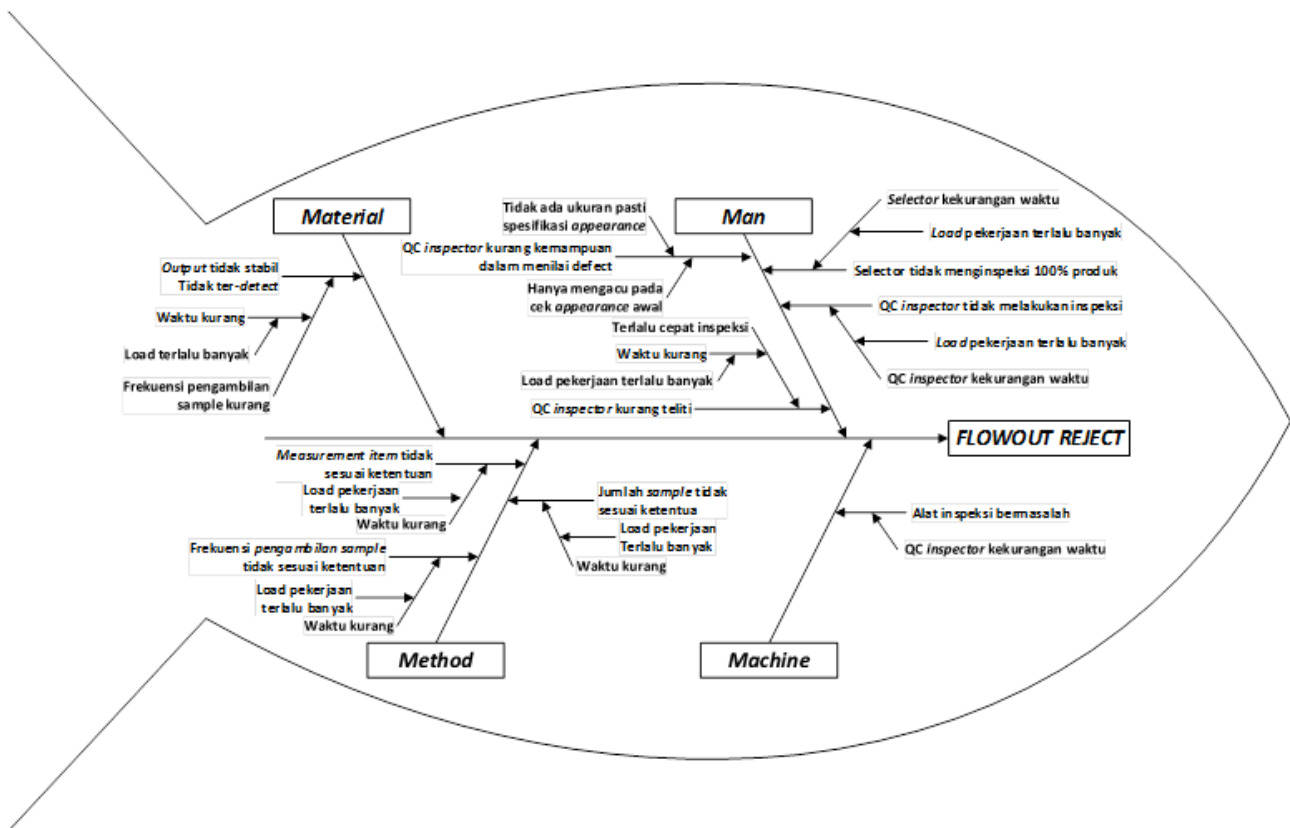 Material
Output tidak stabil
Tidak ter-detect
Waktu kurang
Load terlalu banyak
Frekuensi pengambilan
sample kurang
Man
Tidak ada ukuran pasti
spesifikasi appearance
QC inspector kurang kemampuan
dalam menilai defect
Hanya mengacu pada
cek appearance awal
Terlalu cepat inspeksi
Waktu kurang
Load pekerjaan terlalu banyak
QC inspector kurang teliti
Selector kekurangan waktu
Load pekerjaan terlalu banyak
Selector tidak menginspeksi 100% produk
QC inspector tidak melakukan inspeksi
Load pekerjaan terlalu banyak
QC inspector kekurangan waktu
FLOWOUT REJECT
Measurement item tidak
sesuai ketentuan
Load pekerjaan
terlalu banyak
Waktu kurang
Frekuensi pengambilan sample
tidak sesuai ketentuan
Load pekerjaan
terlalu banyak
Waktu kurang
Jumlah sample tidak
sesuai ketentua
Load pekerjaan
Terlalu banyak
Waktu kurang
Method
Alat inspeksi bermasalah
QC inspector kekurangan waktu
Machine